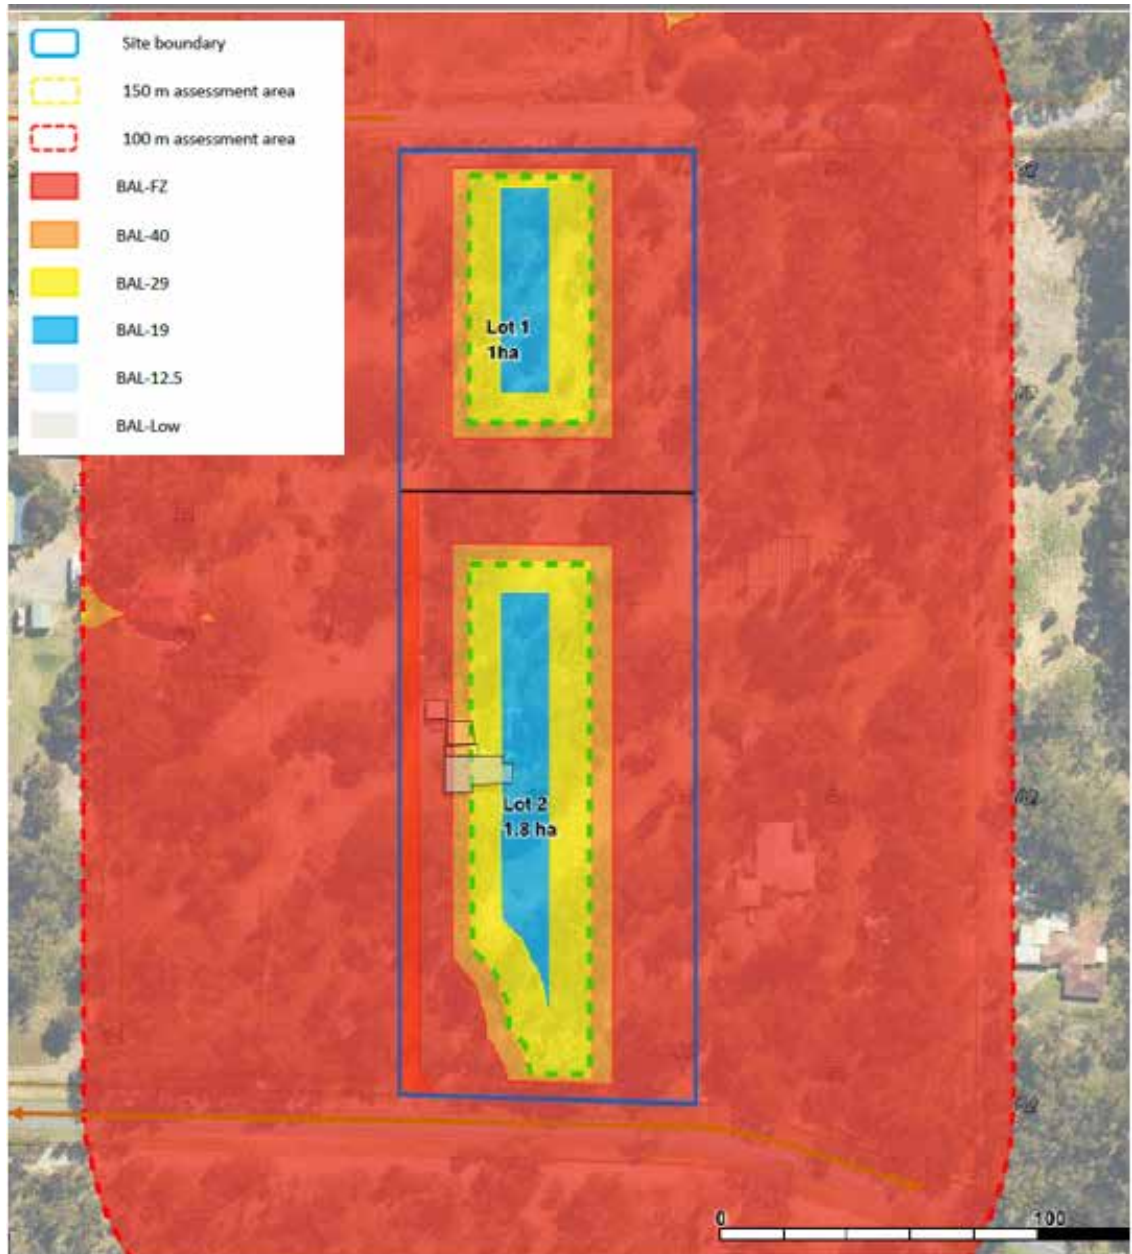 Site boundary
150 m assessment area
100 m assessment area
BAL-FZ
BAL-40
BAL-29
BAL-19
BAL-12.5
BAL-Low
Lot 1
1ha
Lot 2
1.8 ha
0
100